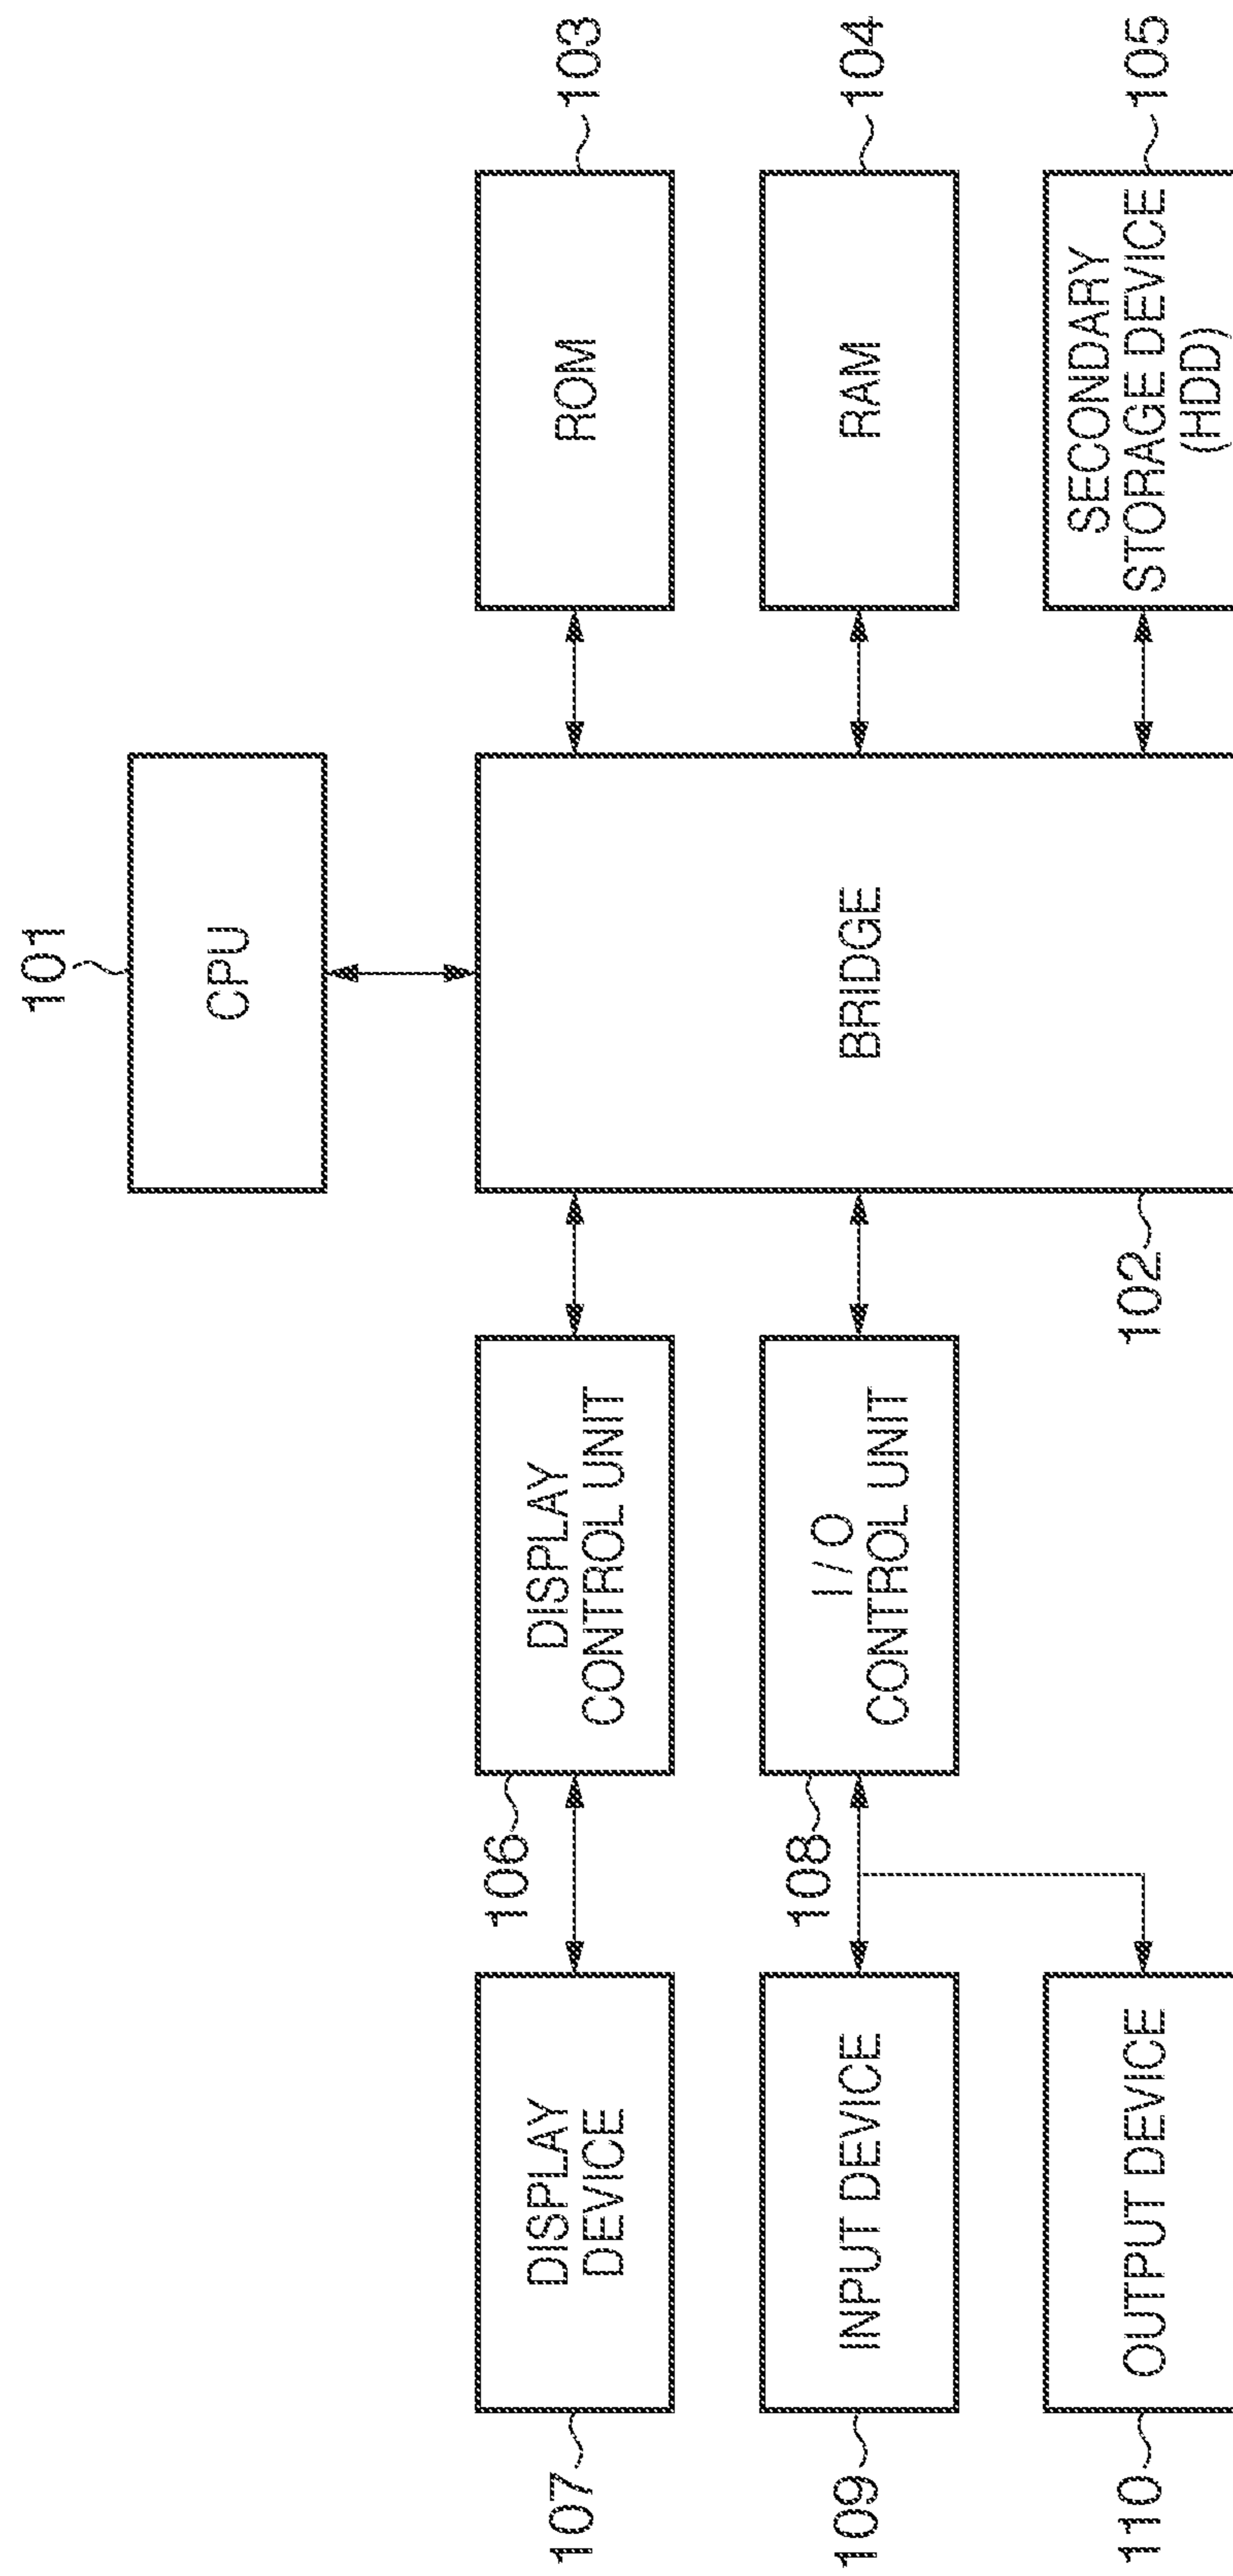 101
CPU
107
DISPLAY
DEVICE
106
DISPLAY
CONTROL UNIT
BRIDGE
ROM
103
109
INPUT DEVICE
108
I / O
CONTROL UNIT
RAM
104
110
OUTPUT DEVICE
102
SECONDARY
STORAGE DEVICE
(HDD)
105